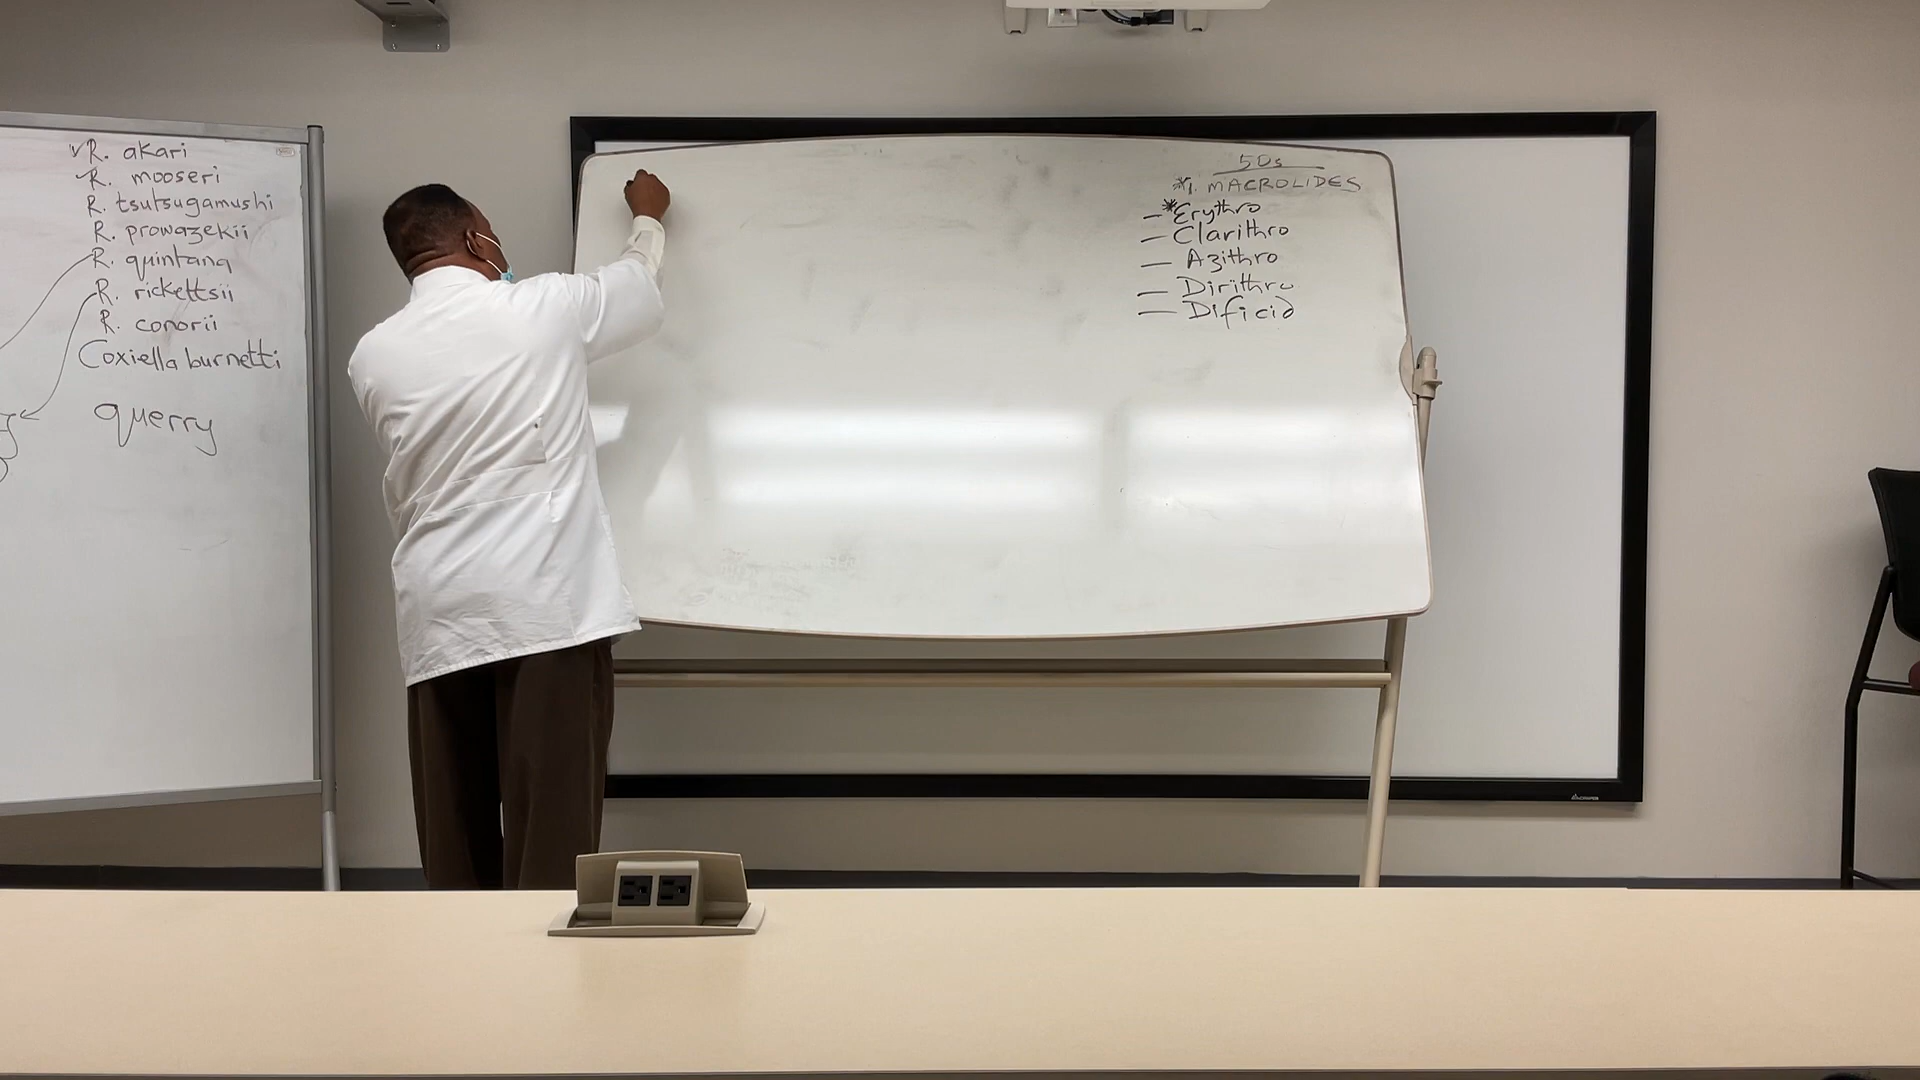 R. akari
R. mooseri
R. tsutsugamushi
R. prowazekii
R. quintana
R. rickettsii
R. conorii
Coxiella burnetti
querry
50s
*1. MACROLIDES
- *Erythro
- Clarithro
- Azithro
- Dirithro
- Dificid